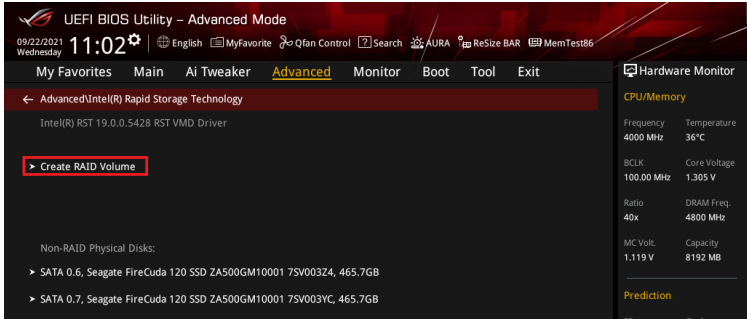 UEFI BIOS Utility – Advanced Mode
09/22/2021 Wednesday 11:02 English MyFavorite Qfan Control ? Search AURA ReSize BAR MemTest86
My Favorites Main Ai Tweaker Advanced Monitor Boot Tool Exit
← Advanced\Intel(R) Rapid Storage Technology
Intel(R) RST 19.0.0.5428 RST VMD Driver
> Create RAID Volume
Non-RAID Physical Disks:
> SATA 0.6, Seagate FireCuda 120 SSD ZA500GM10001 7SV003Z4, 465.7GB
> SATA 0.7, Seagate FireCuda 120 SSD ZA500GM10001 7SV003YC, 465.7GB
Hardware Monitor
CPU/Memory
Frequency Temperature
4000 MHz 36°C
BCLK Core Voltage
100.00 MHz 1.305 V
Ratio DRAM Freq.
40x 4800 MHz
MC Volt. Capacity
1.119 V 8192 MB
Prediction